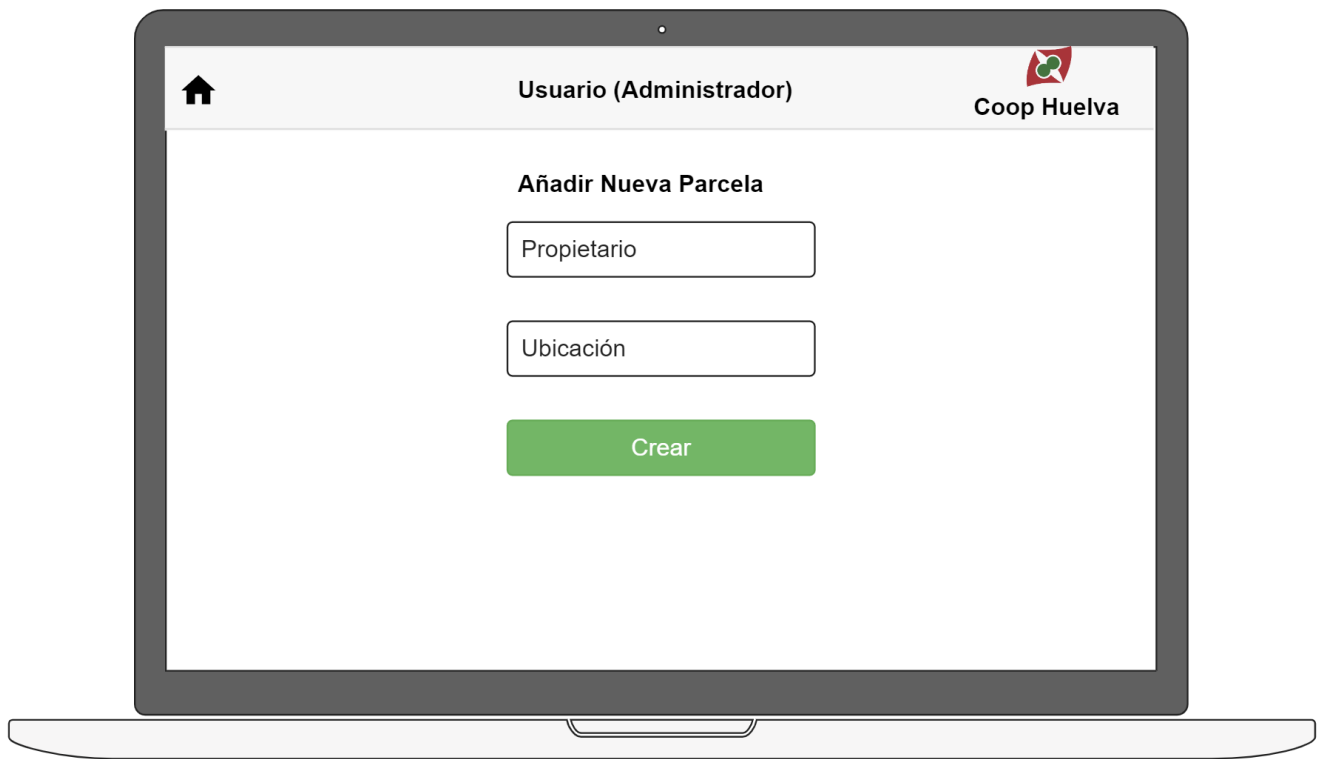 Usuario (Administrador)
Coop Huelva
Añadir Nueva Parcela
Propietario
Ubicación
Crear